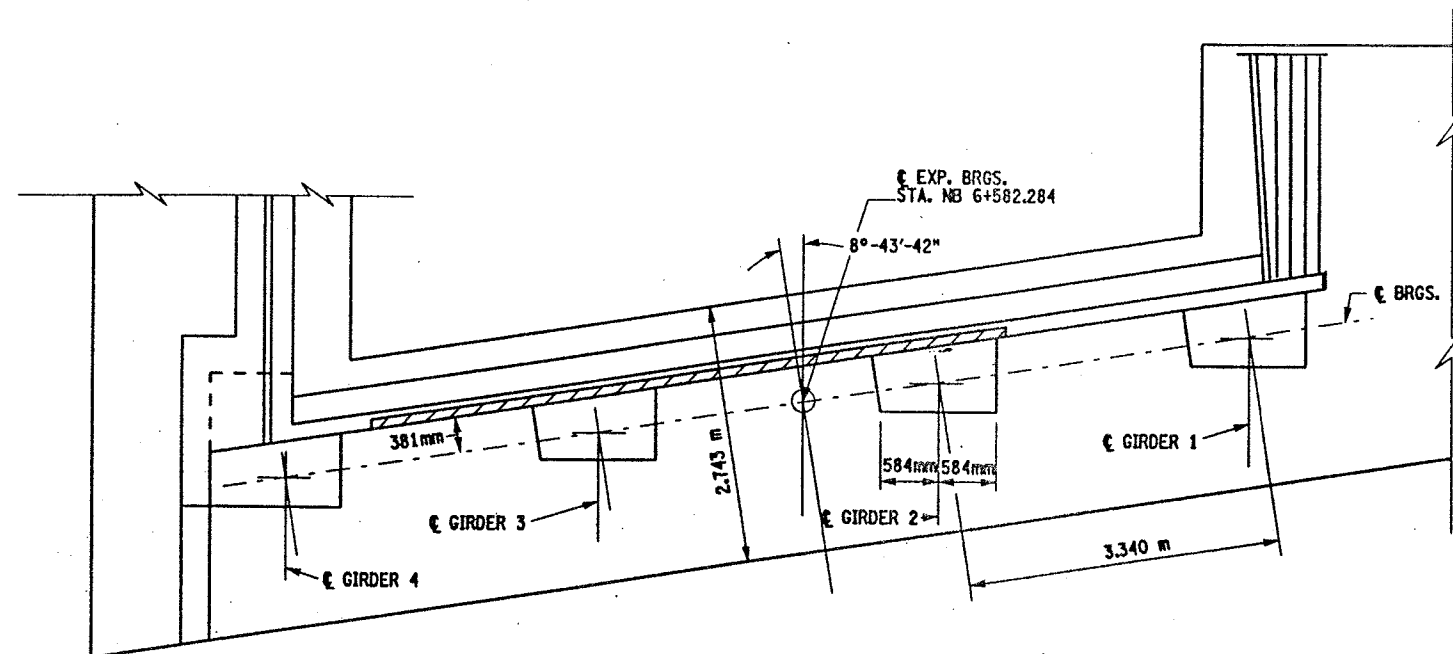 ℄ EXP. BRGS.
STA. NB 6+582.284
8°-43'-42"
℄ BRGS.
381mm
2.743 m
584mm 584mm
℄ GIRDER 1
℄ GIRDER 2
℄ GIRDER 3
3.340 m
℄ GIRDER 4